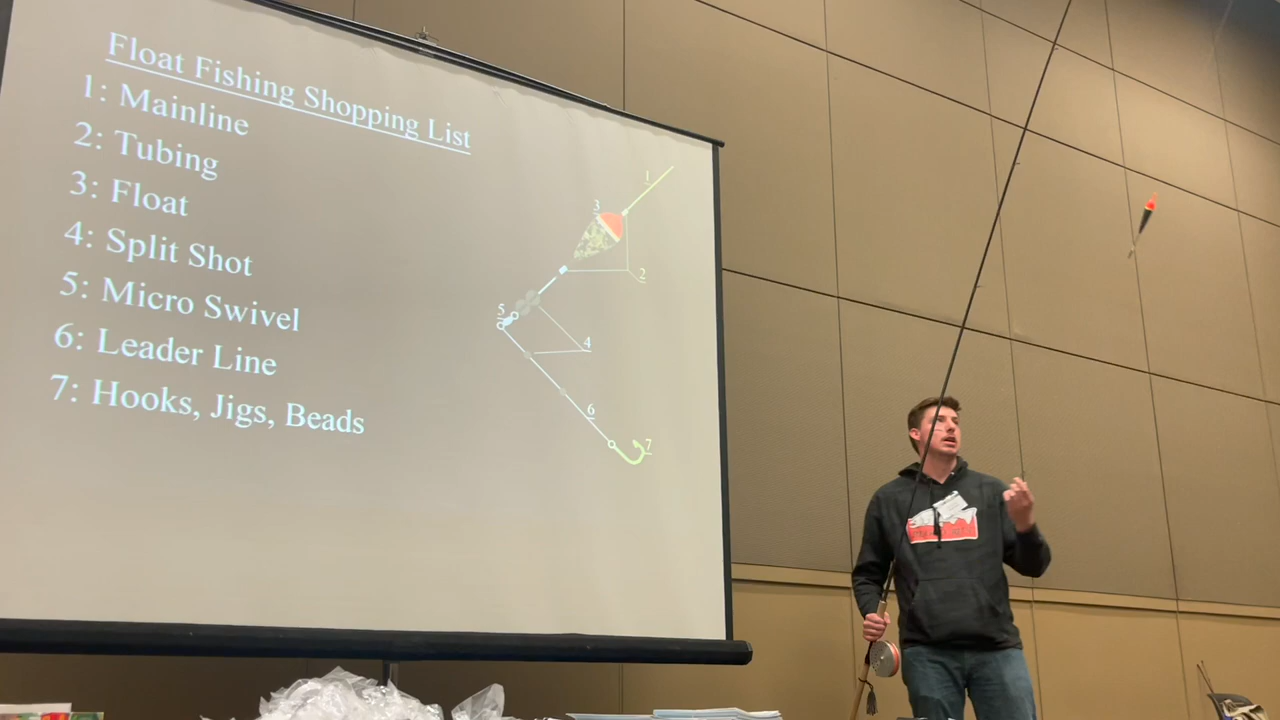 Float Fishing Shopping List
1: Mainline
2: Tubing
3: Float
4: Split Shot
5: Micro Swivel
6: Leader Line
7: Hooks, Jigs, Beads
1
3
2
5
4
6
7